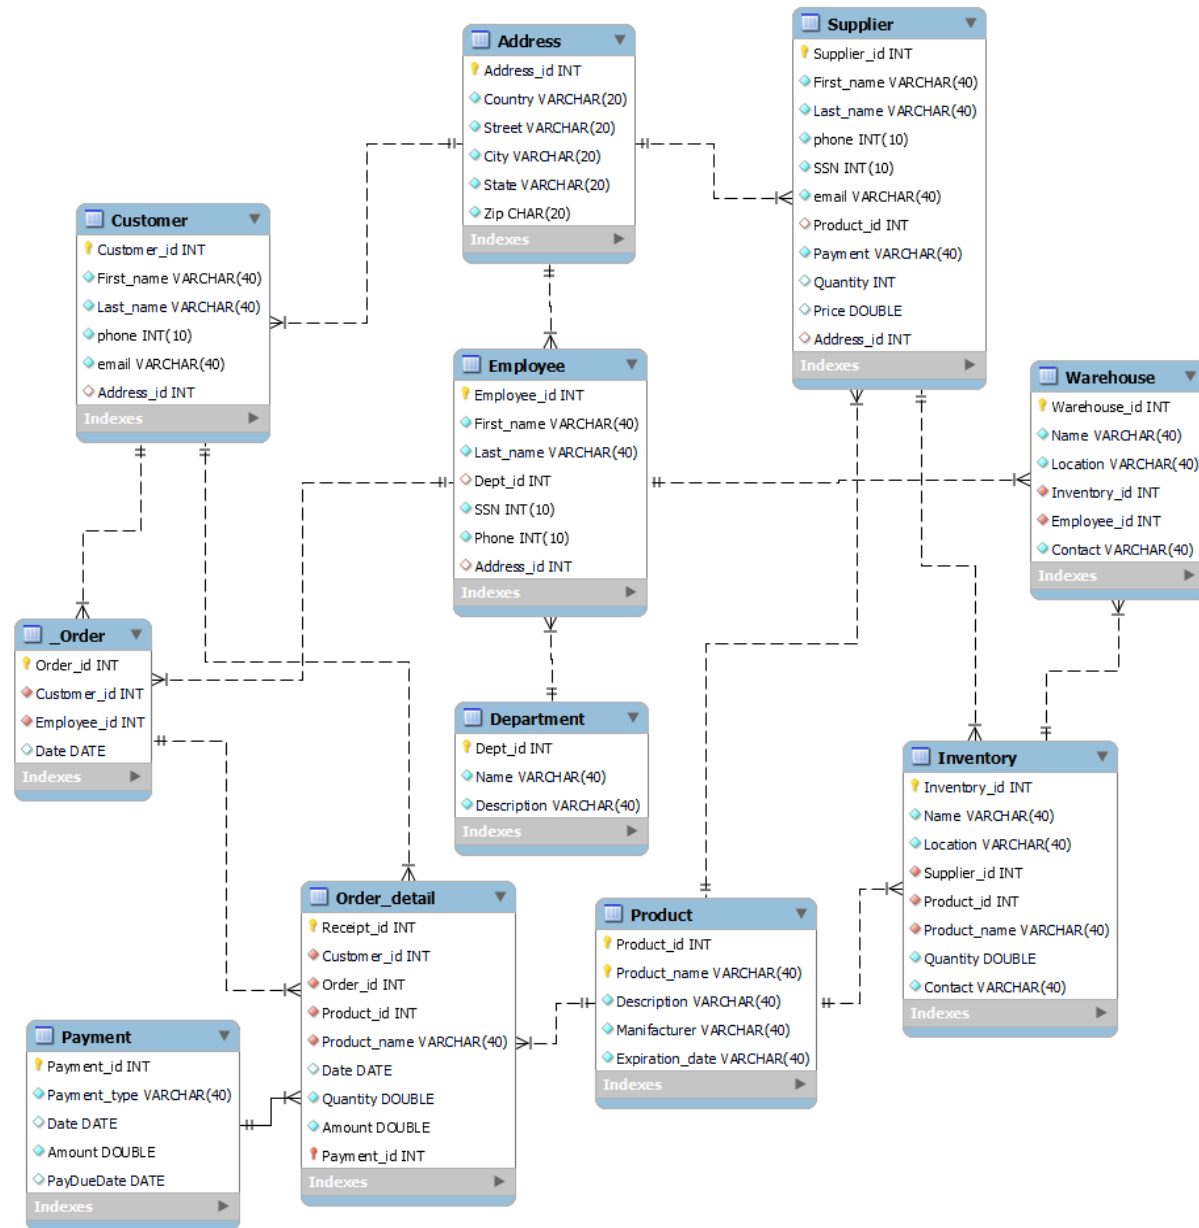 Address
Address_id INT
Country VARCHAR(20)
Street VARCHAR(20)
City VARCHAR(20)
State VARCHAR(20)
Zip CHAR(20)
Indexes
Supplier
Supplier_id INT
First_name VARCHAR(40)
Last_name VARCHAR(40)
phone INT(10)
SSN INT(10)
email VARCHAR(40)
Product_id INT
Payment VARCHAR(40)
Quantity INT
Price DOUBLE
Address_id INT
Indexes
Customer
Customer_id INT
First_name VARCHAR(40)
Last_name VARCHAR(40)
phone INT(10)
email VARCHAR(40)
Address_id INT
Indexes
Employee
Employee_id INT
First_name VARCHAR(40)
Last_name VARCHAR(40)
Dept_id INT
SSN INT(10)
Phone INT(10)
Address_id INT
Indexes
Warehouse
Warehouse_id INT
Name VARCHAR(40)
Location VARCHAR(40)
Inventory_id INT
Employee_id INT
Contact VARCHAR(40)
Indexes
_Order
Order_id INT
Customer_id INT
Employee_id INT
Date DATE
Indexes
Department
Dept_id INT
Name VARCHAR(40)
Description VARCHAR(40)
Indexes
Inventory
Inventory_id INT
Name VARCHAR(40)
Location VARCHAR(40)
Supplier_id INT
Product_id INT
Product_name VARCHAR(40)
Quantity DOUBLE
Contact VARCHAR(40)
Indexes
Order_detail
Receipt_id INT
Customer_id INT
Order_id INT
Product_id INT
Product_name VARCHAR(40)
Date DATE
Quantity DOUBLE
Amount DOUBLE
Payment_id INT
Indexes
Product
Product_id INT
Product_name VARCHAR(40)
Description VARCHAR(40)
Manifacturer VARCHAR(40)
Expiration_date VARCHAR(40)
Indexes
Payment
Payment_id INT
Payment_type VARCHAR(40)
Date DATE
Amount DOUBLE
PayDueDate DATE
Indexes